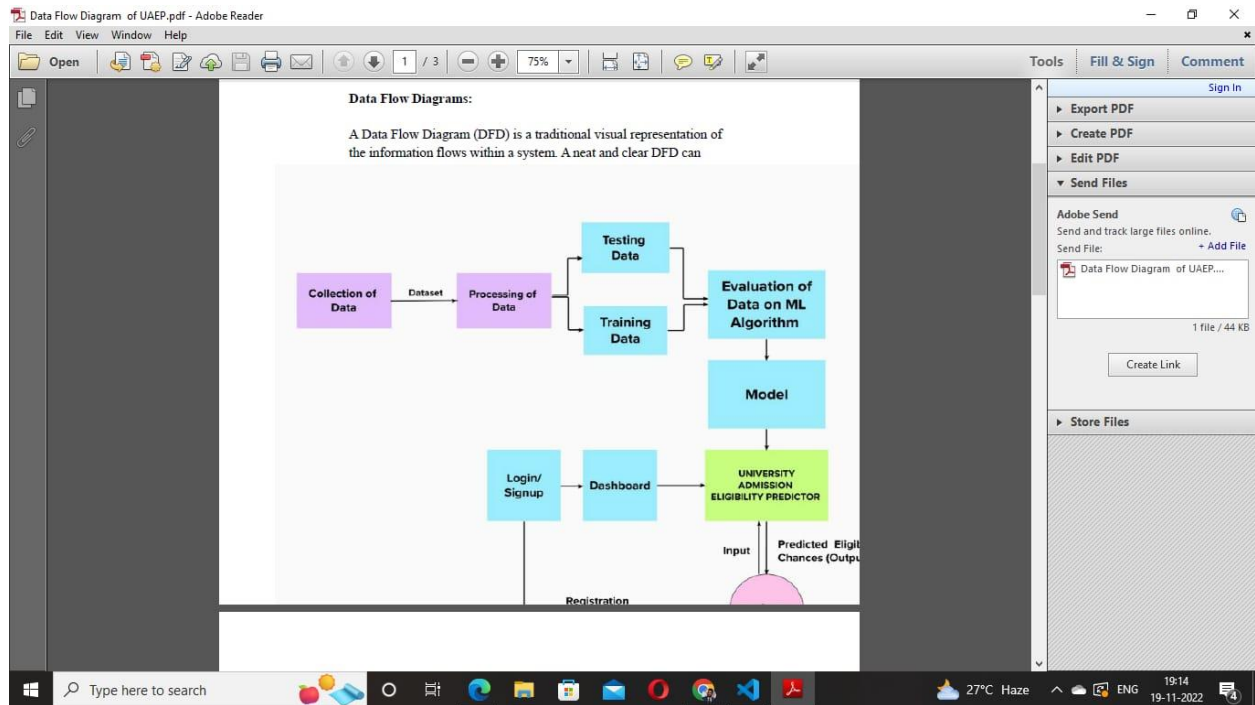 Data Flow Diagram of UAEP.pdf - Adobe Reader
File Edit View Window Help
Open
1 / 3
75%
Tools
Fill & Sign
Comment
Sign In
Export PDF
Create PDF
Edit PDF
Send Files
Adobe Send
Send and track large files online.
Send File:
+ Add File
Data Flow Diagram of UAEP....
1 file / 44 KB
Create Link
Store Files
Data Flow Diagrams:
A Data Flow Diagram (DFD) is a traditional visual representation of
the information flows within a system. A neat and clear DFD can
Testing
Data
Collection of
Data
Dataset
Processing of
Data
Training
Data
Evaluation of
Data on ML
Algorithm
Model
Login/
Signup
Dashboard
UNIVERSITY
ADMISSION
ELIGIBILITY PREDICTOR
Input
Predicted
Chances
Registration
Type here to search
27°C Haze
ENG
19:14
19-11-2022
4